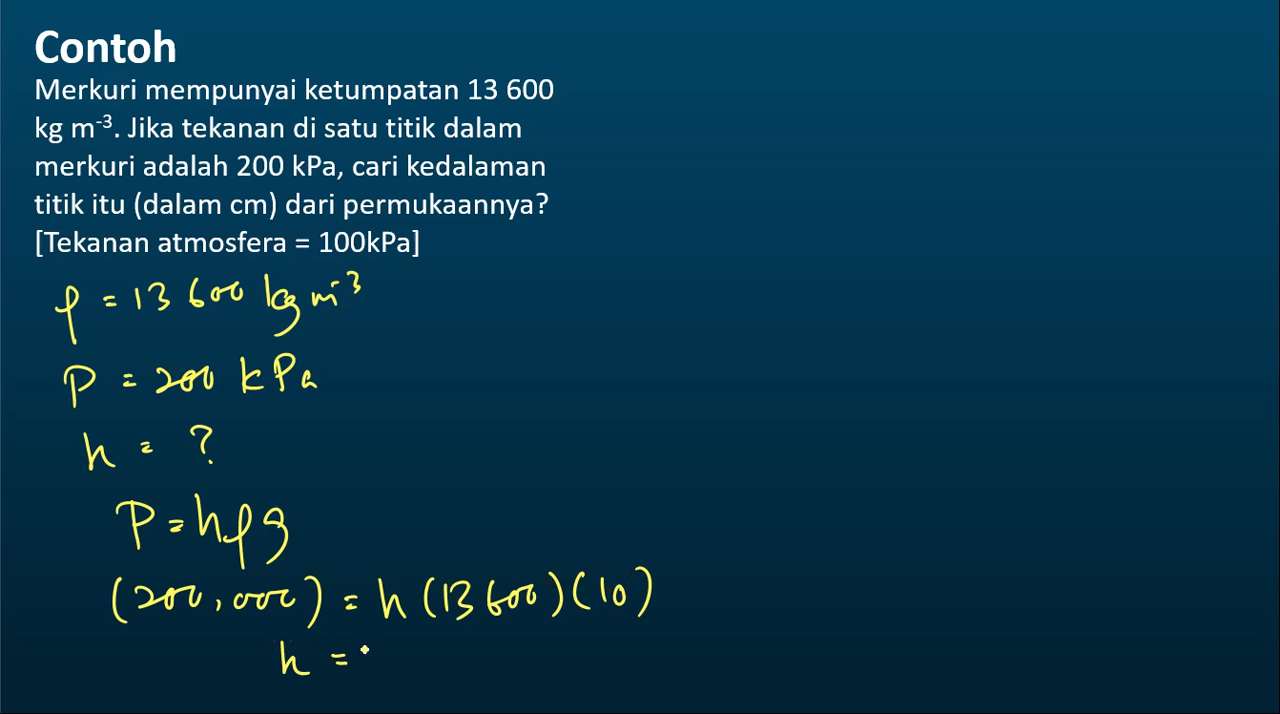 Contoh
Merkuri mempunyai ketumpatan 13 600
kg m⁻³. Jika tekanan di satu titik dalam
merkuri adalah 200 kPa, cari kedalaman
titik itu (dalam cm) dari permukaannya?
[Tekanan atmosfera = 100kPa]
ρ = 13 600 kg m⁻³
P = 200 kPa
h = ?
P = hρg
(200,000) = h (13 600)(10)
h =